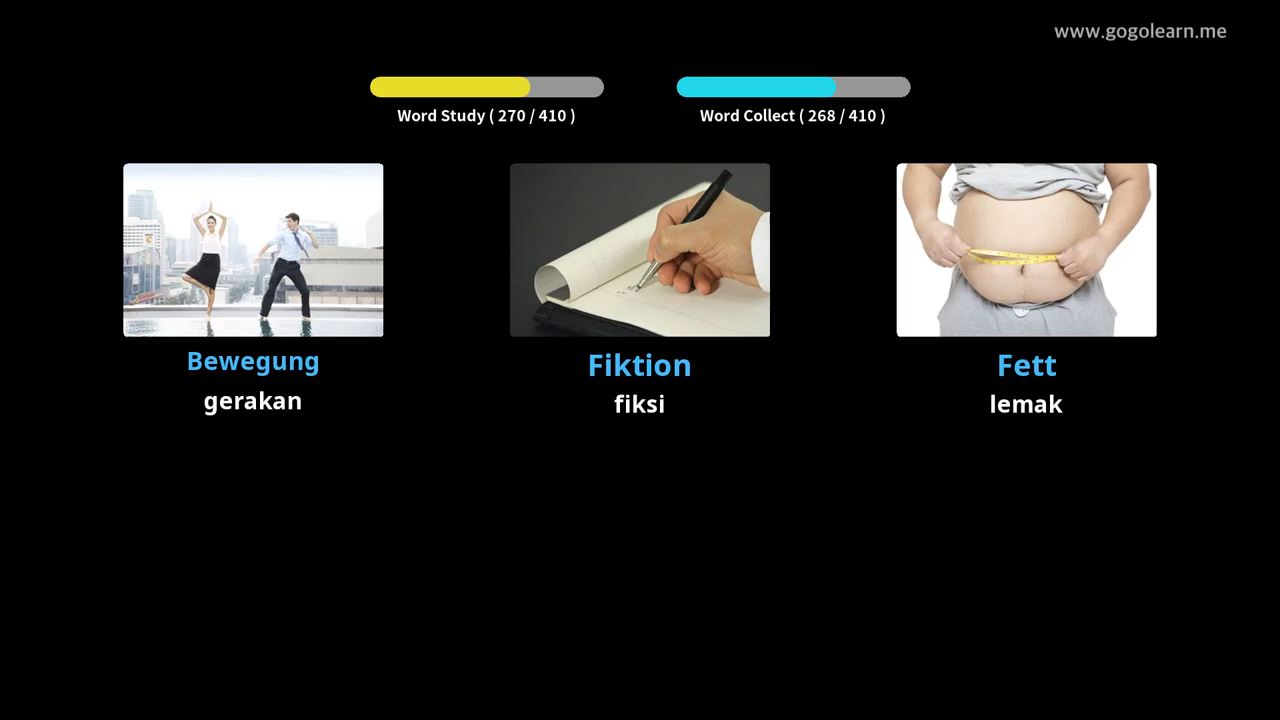 www.gogolearn.me
Word Study ( 270 / 410 )
Word Collect ( 268 / 410 )
Bewegung
gerakan
Fiktion
fiksi
Fett
lemak